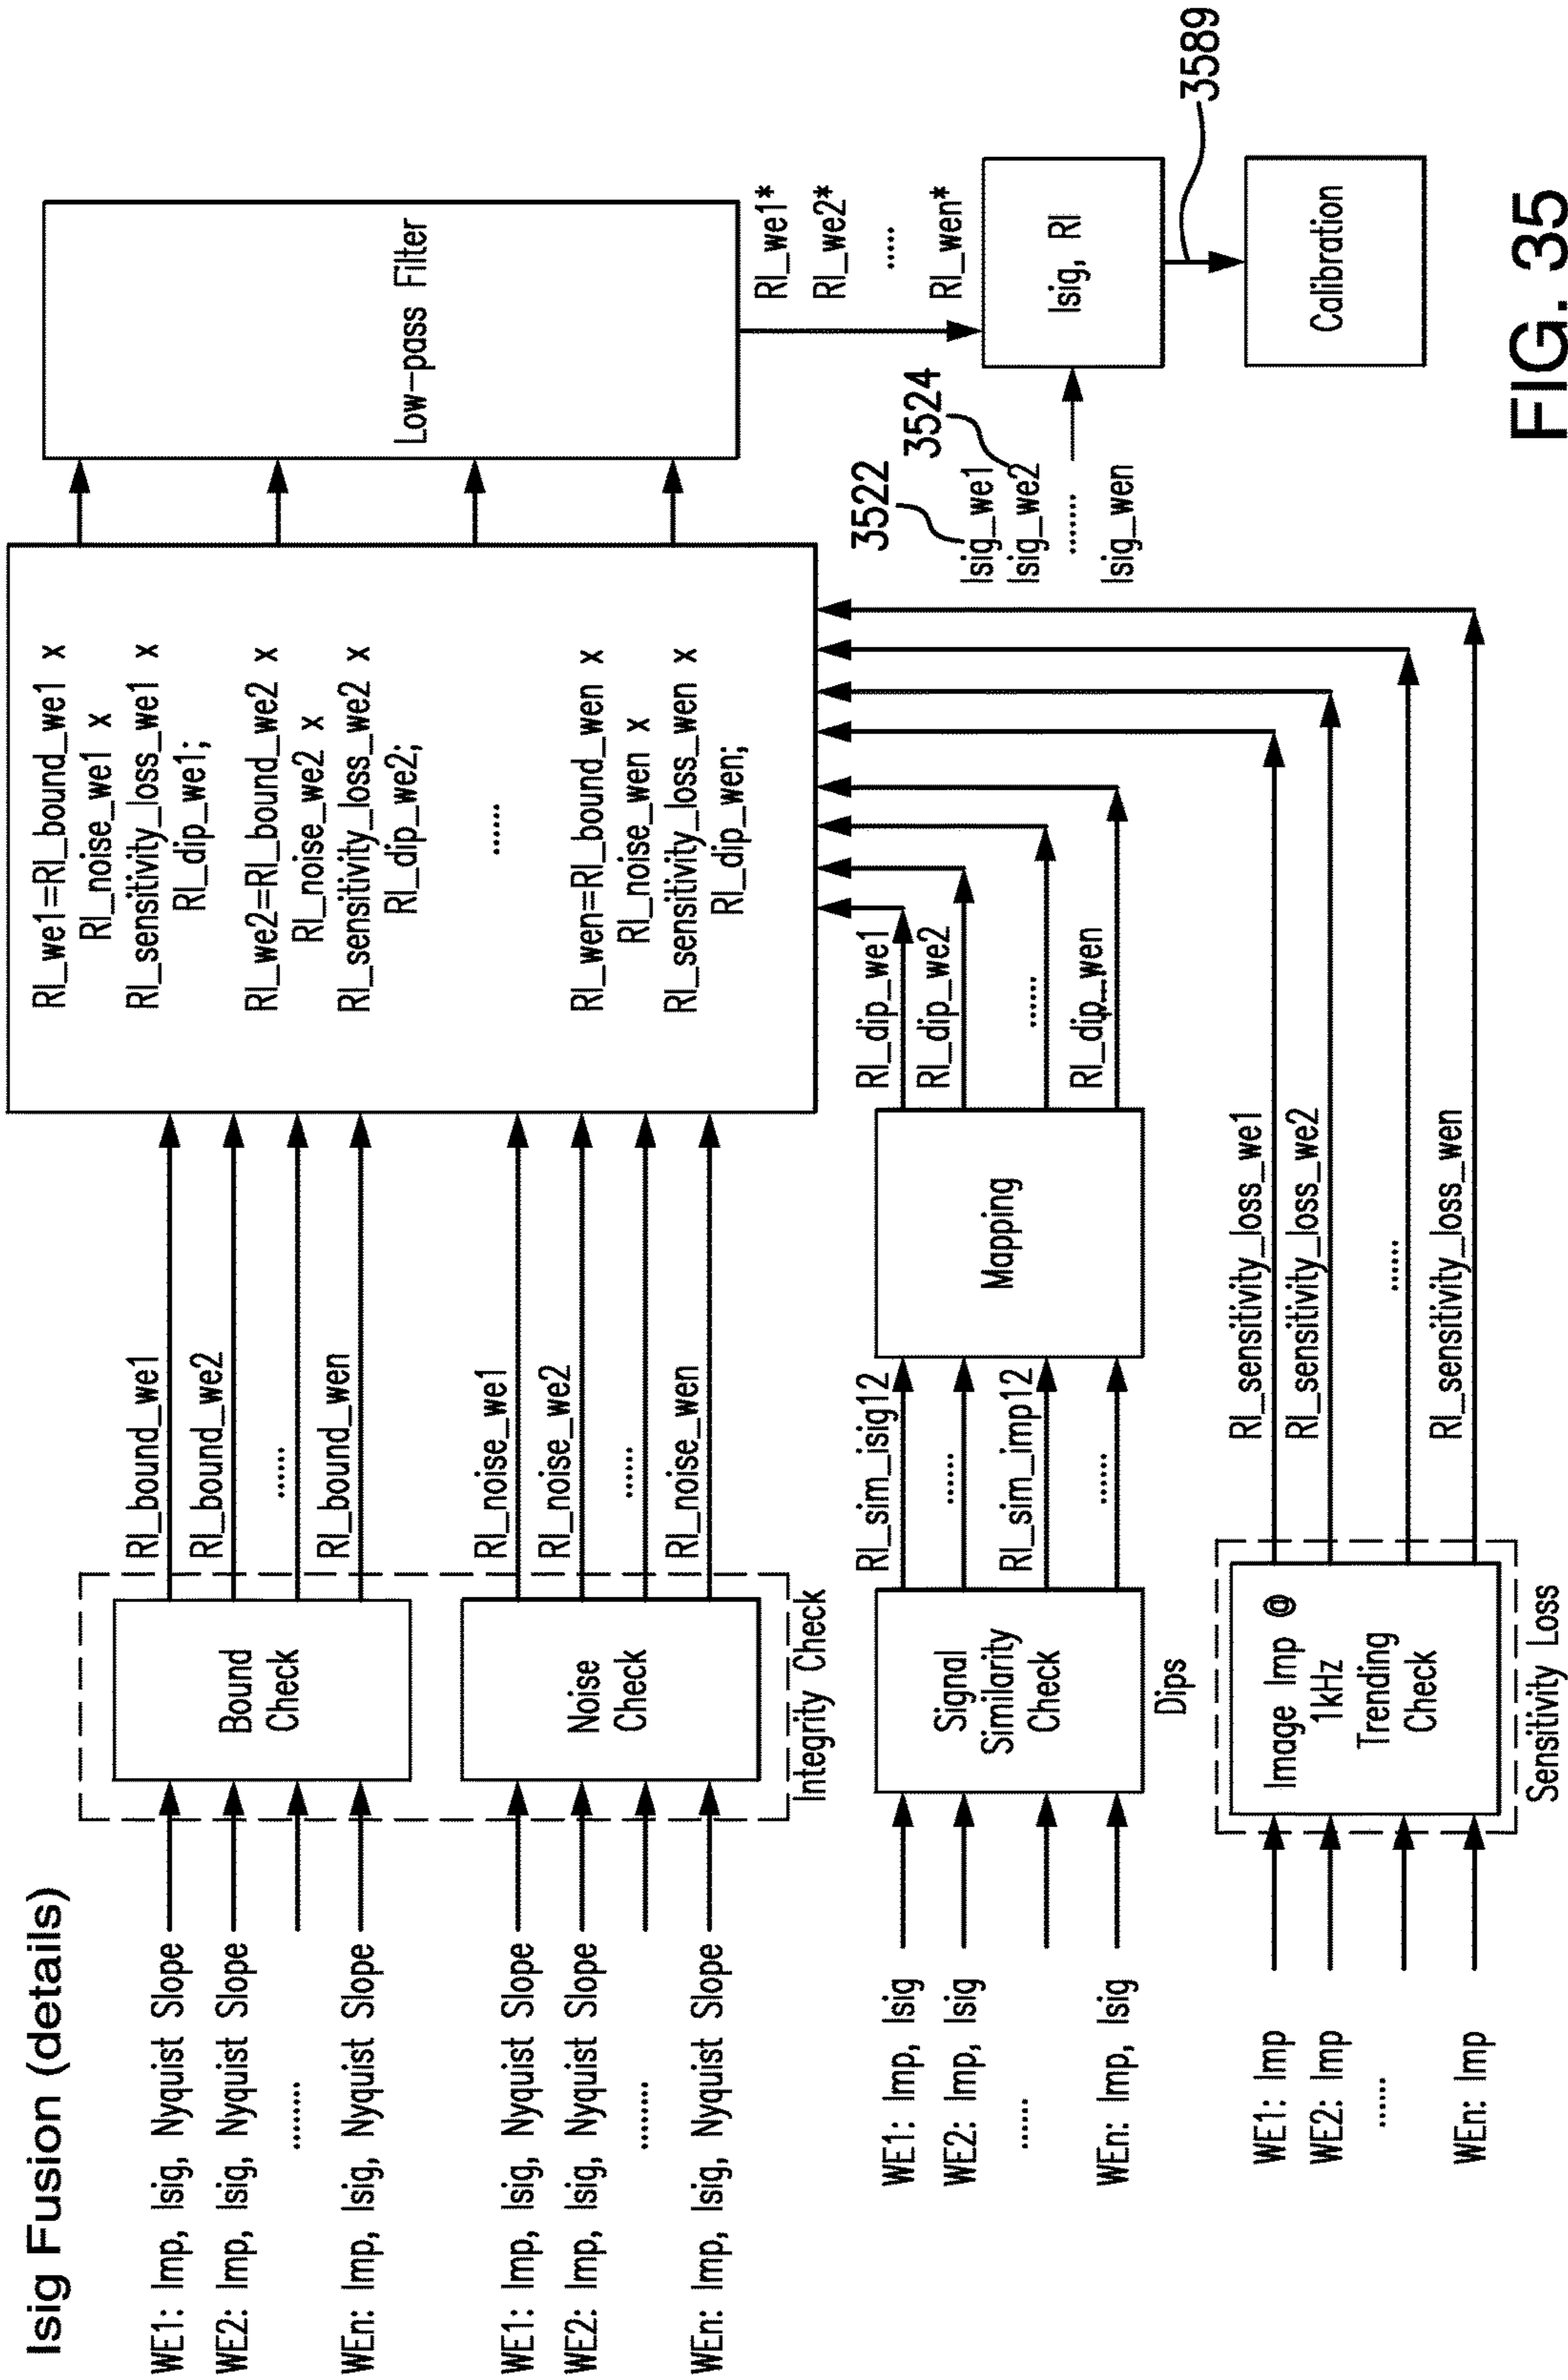 Isig Fusion (details)
WE1: Imp, Isig, Nyquist Slope
WE2: Imp, Isig, Nyquist Slope
........
WEn: Imp, Isig, Nyquist Slope
Bound
Check
RI_bound_we1
RI_bound_we2
......
RI_bound_wen
WE1: Imp, Isig, Nyquist Slope
WE2: Imp, Isig, Nyquist Slope
........
WEn: Imp, Isig, Nyquist Slope
Noise
Check
Integrity Check
RI_noise_we1
RI_noise_we2
......
RI_noise_wen
RI_we1=RI_bound_we1 x
RI_noise_we1 x
RI_sensitivity_loss_we1 x
RI_dip_we1;
RI_we2=RI_bound_we2 x
RI_noise_we2 x
RI_sensitivity_loss_we2 x
RI_dip_we2;
......
RI_wen=RI_bound_wen x
RI_noise_wen x
RI_sensitivity_loss_wen x
RI_dip_wen;
Low-pass Filter
WE1: Imp, Isig
WE2: Imp, Isig
......
WEn: Imp, Isig
Signal
Similarity
Check
Dips
RI_sim_isig12
......
RI_sim_imp12
......
Mapping
RI_dip_we1
RI_dip_we2
......
RI_dip_wen
WE1: Imp
WE2: Imp
......
WEn: Imp
Image Imp @
1kHz
Trending
Check
Sensitivity Loss
RI_sensitivity_loss_we1
RI_sensitivity_loss_we2
......
RI_sensitivity_loss_wen
RI_we1*
RI_we2*
.....
RI_wen*
3522
3524
Isig_we1
Isig_we2
.......
Isig_wen
Isig, RI
3589
Calibration
FIG. 35